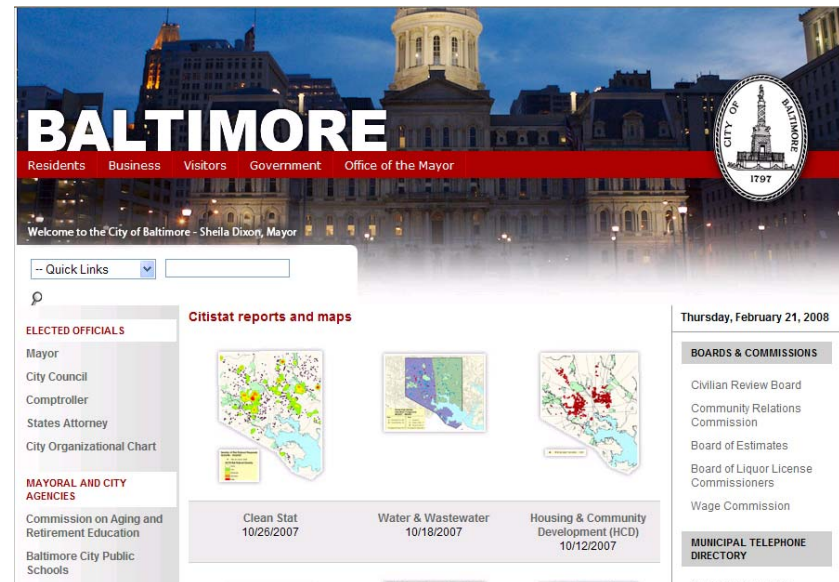 BALTIMORE
CITY OF BALTIMORE
1797
Residents Business Visitors Government Office of the Mayor
Welcome to the City of Baltimore - Sheila Dixon, Mayor
-- Quick Links
ELECTED OFFICIALS
Mayor
City Council
Comptroller
States Attorney
City Organizational Chart
MAYORAL AND CITY
AGENCIES
Commission on Aging and
Retirement Education
Baltimore City Public
Schools
Citistat reports and maps
Clean Stat
10/26/2007
Water & Wastewater
10/18/2007
Housing & Community
Development (HCD)
10/12/2007
Thursday, February 21, 2008
BOARDS & COMMISSIONS
Civilian Review Board
Community Relations
Commission
Board of Estimates
Board of Liquor License
Commissioners
Wage Commission
MUNICIPAL TELEPHONE
DIRECTORY